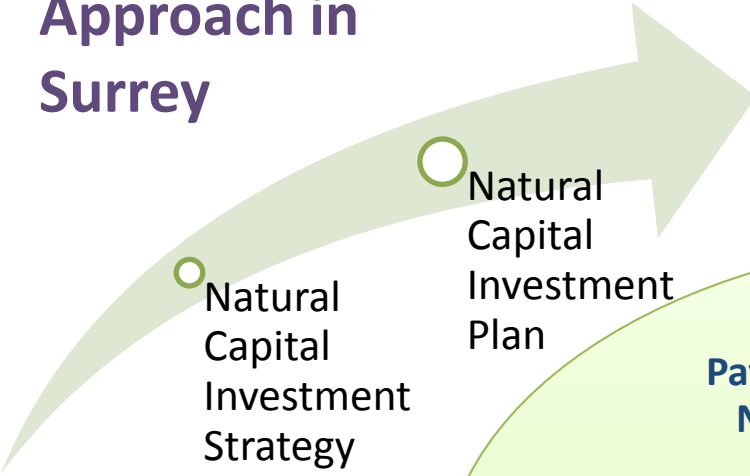 Approach in
Surrey
Natural
Capital
Investment
Plan
Natural
Capital
Investment
Strategy